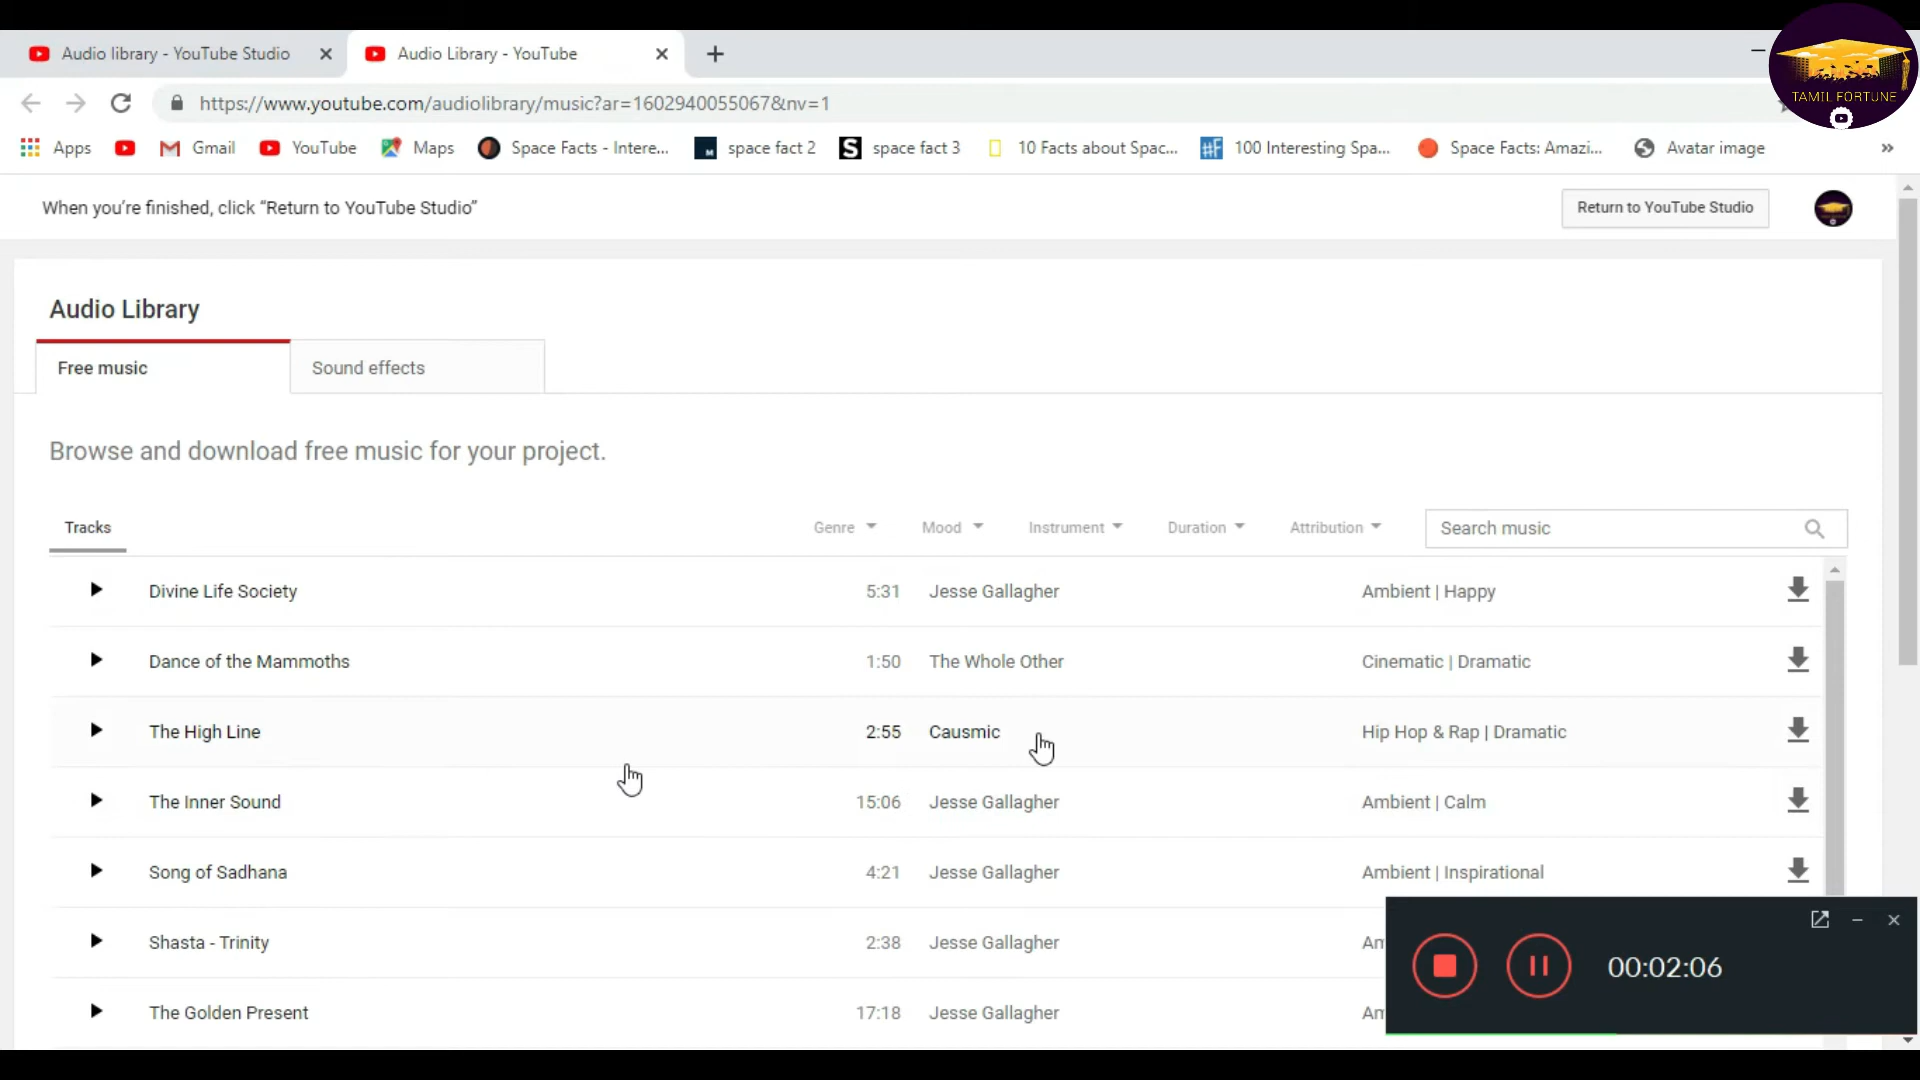 Audio library - YouTube Studio
Audio Library - YouTube
TAMIL FORTUNE
https://www.youtube.com/audiolibrary/music?ar=1602940055067&nv=1
Apps
Gmail
YouTube
Maps
Space Facts - Intere...
M
space fact 2
S
space fact 3
10 Facts about Spac...
#F
100 Interesting Spa...
Space Facts: Amazi...
Avatar image
»
When you're finished, click “Return to YouTube Studio”
Return to YouTube Studio
Audio Library
Free music
Sound effects
Browse and download free music for your project.
Tracks
Genre
Mood
Instrument
Duration
Attribution
Search music
Divine Life Society 5:31 Jesse Gallagher Ambient | Happy
Dance of the Mammoths 1:50 The Whole Other Cinematic | Dramatic
The High Line 2:55 Causmic Hip Hop & Rap | Dramatic
The Inner Sound 15:06 Jesse Gallagher Ambient | Calm
Song of Sadhana 4:21 Jesse Gallagher Ambient | Inspirational
Shasta - Trinity 2:38 Jesse Gallagher Am
The Golden Present 17:18 Jesse Gallagher Am
00:02:06